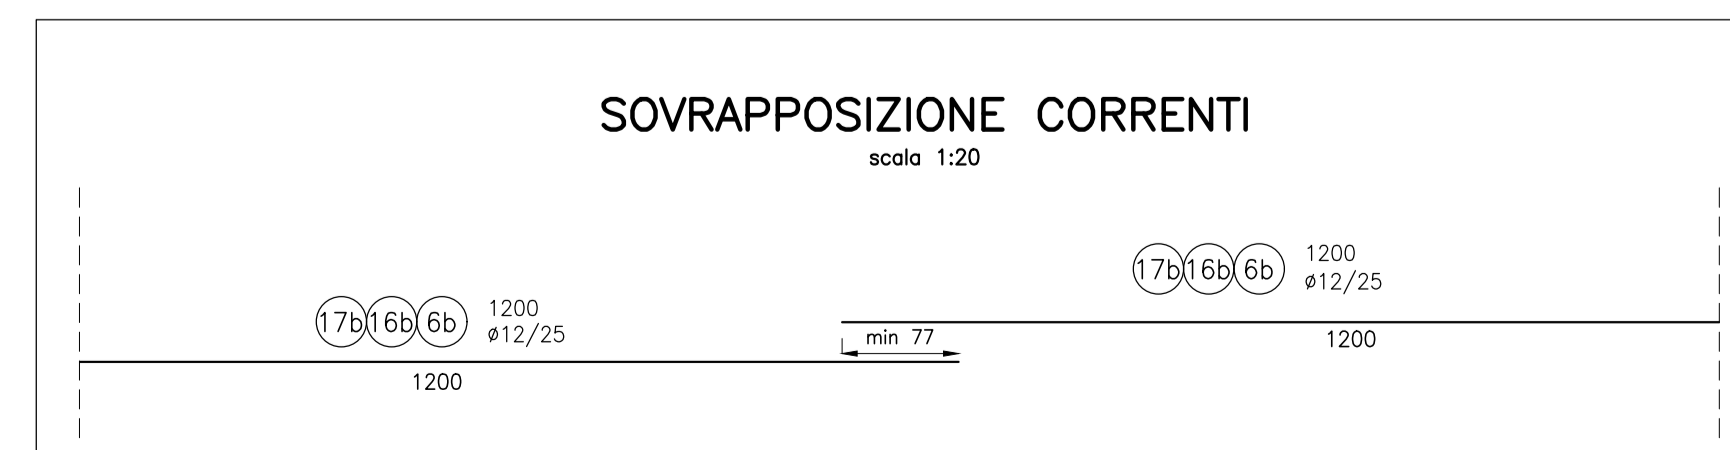 SOVRAPPOSIZIONE CORRENTI
scala 1:20
17b 16b 6b 1200
ø12/25
1200
min 77
17b 16b 6b 1200
ø12/25
1200